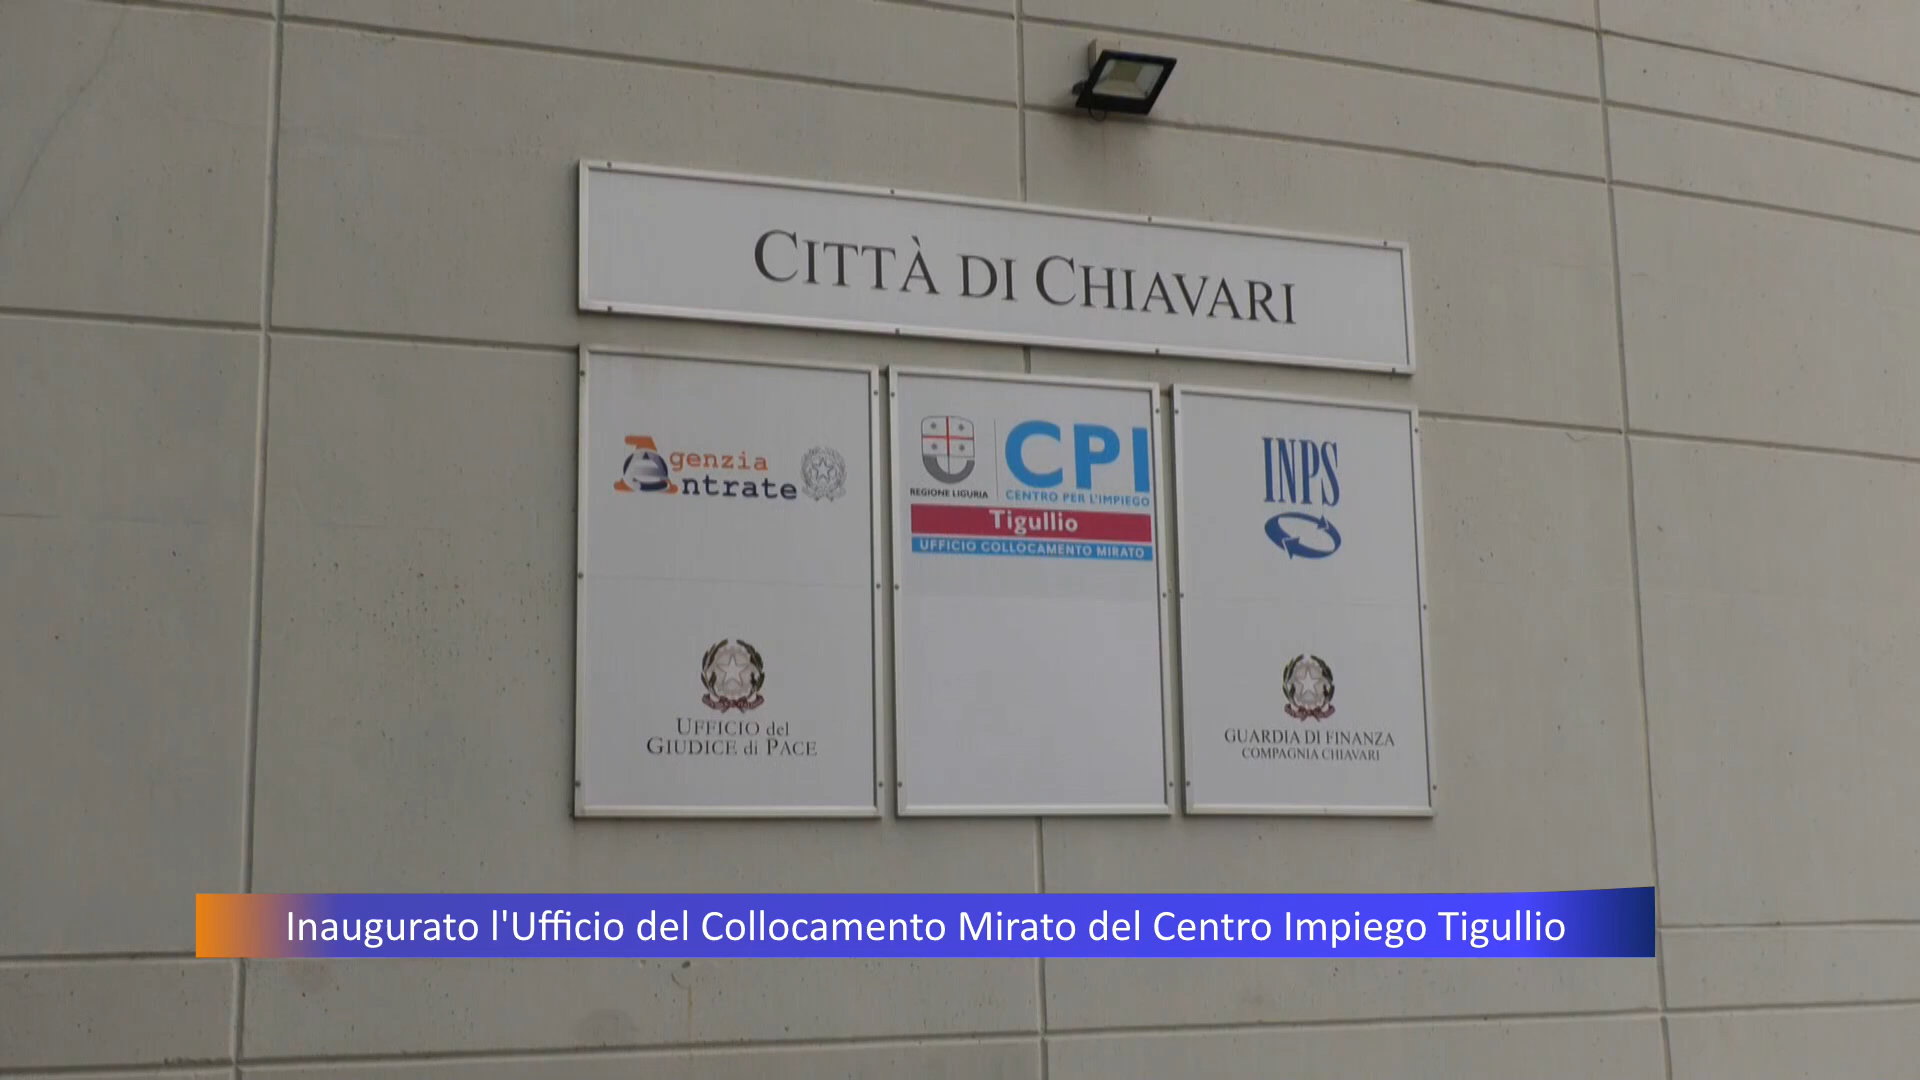 CITTÀ DI CHIAVARI
Agenzia
Entrate
UFFICIO del
GIUDICE di PACE
REGIONE LIGURIA
CPI
CENTRO PER L'IMPIEGO
Tigullio
UFFICIO COLLOCAMENTO MIRATO
INPS
GUARDIA DI FINANZA
COMPAGNIA CHIAVARI
Inaugurato l'Ufficio del Collocamento Mirato del Centro Impiego Tigullio